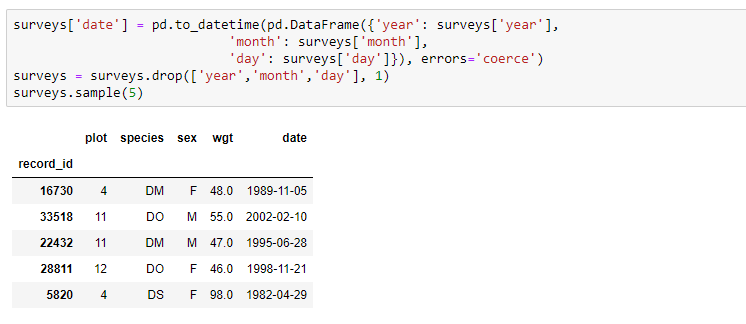 surveys['date'] = pd.to_datetime(pd.DataFrame({'year': surveys['year'],
'month': surveys['month'],
'day': surveys['day']}), errors='coerce')
surveys = surveys.drop(['year','month','day'], 1)
surveys.sample(5)
plot species sex wgt date
record_id
16730 4 DM F 48.0 1989-11-05
33518 11 DO M 55.0 2002-02-10
22432 11 DM M 47.0 1995-06-28
28811 12 DO F 46.0 1998-11-21
5820 4 DS F 98.0 1982-04-29